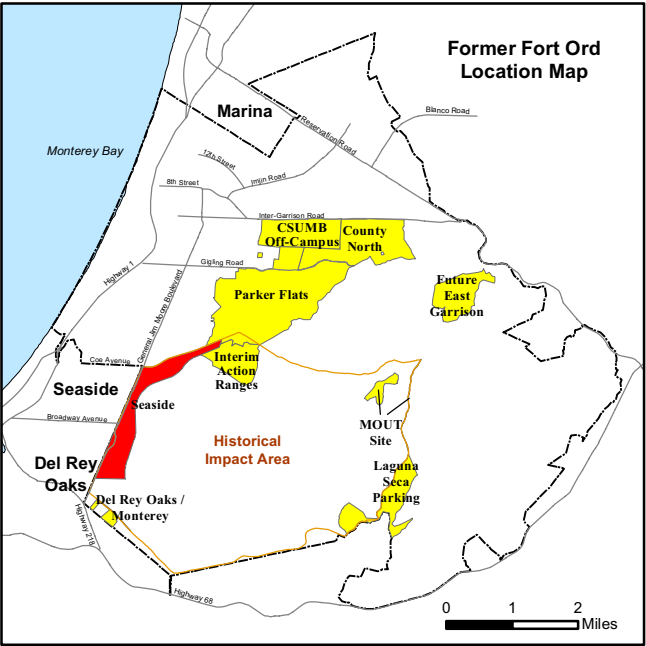 Former Fort Ord
Location Map
Marina
Blanco Road
Reservation Road
Monterey Bay
12th Street
Imjin Road
8th Street
Inter-Garrison Road
CSUMB
Off-Campus
County
North
Gigling Road
Highway 1
General Jim Moore Boulevard
Parker Flats
Future
East
Garrison
Coe Avenue
Interim
Action
Ranges
Seaside
Seaside
Broadway Avenue
MOUT
Site
Historical
Impact Area
Del Rey
Oaks
Laguna
Seca
Parking
Del Rey Oaks /
Monterey
Highway 218
Highway 68
0 1 2
Miles